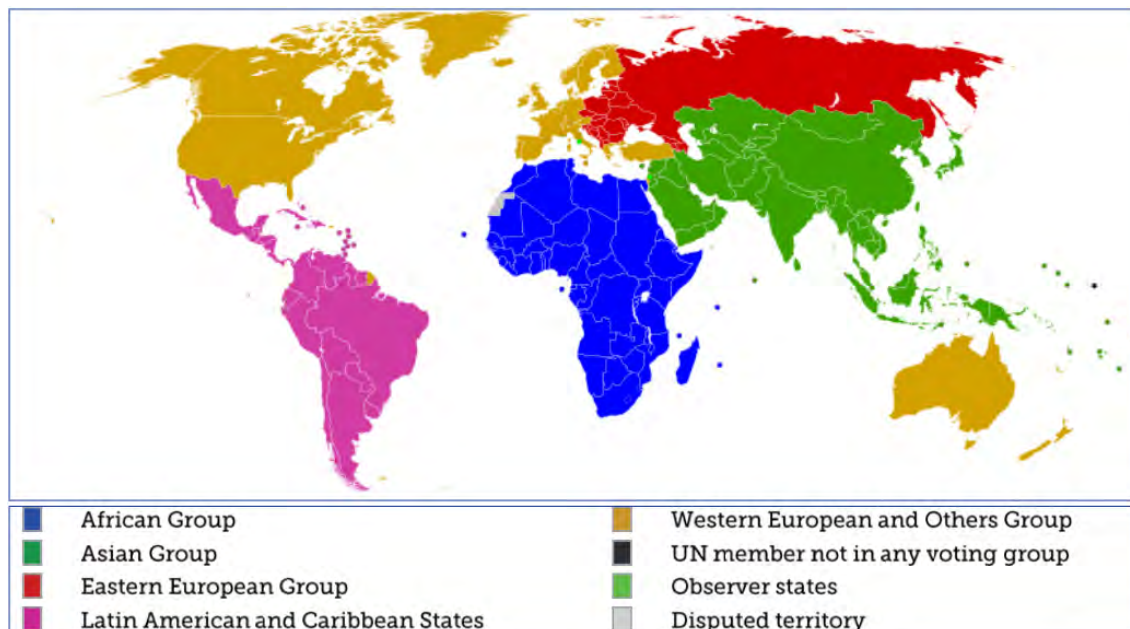 African Group
Asian Group
Eastern European Group
Latin American and Caribbean States
Western European and Others Group
UN member not in any voting group
Observer states
Disputed territory